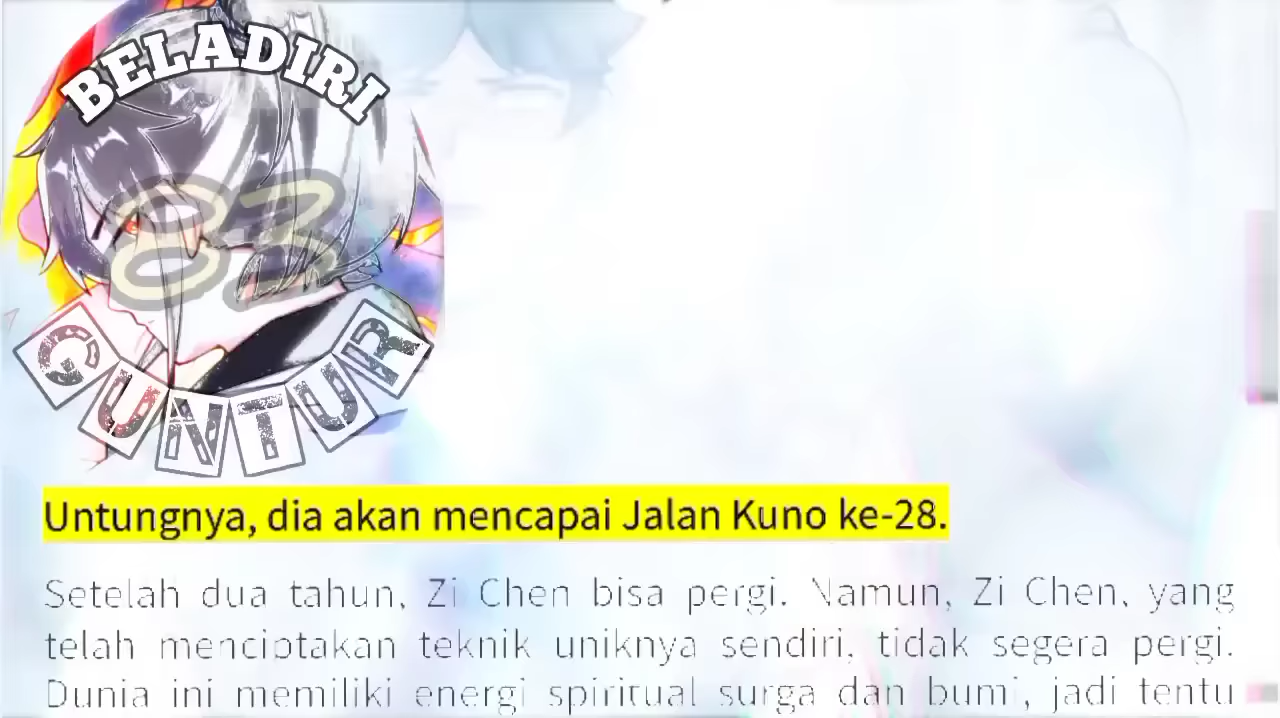 BELADIRI
83
GUNTUR
Untungnya, dia akan mencapai Jalan Kuno ke-28.
Setelah dua tahun, Zi Chen bisa pergi. Namun, Zi Chen, yang
telah menciptakan teknik uniknya sendiri, tidak segera pergi.
Dunia ini memiliki energi spiritual surga dan bumi, jadi tentu